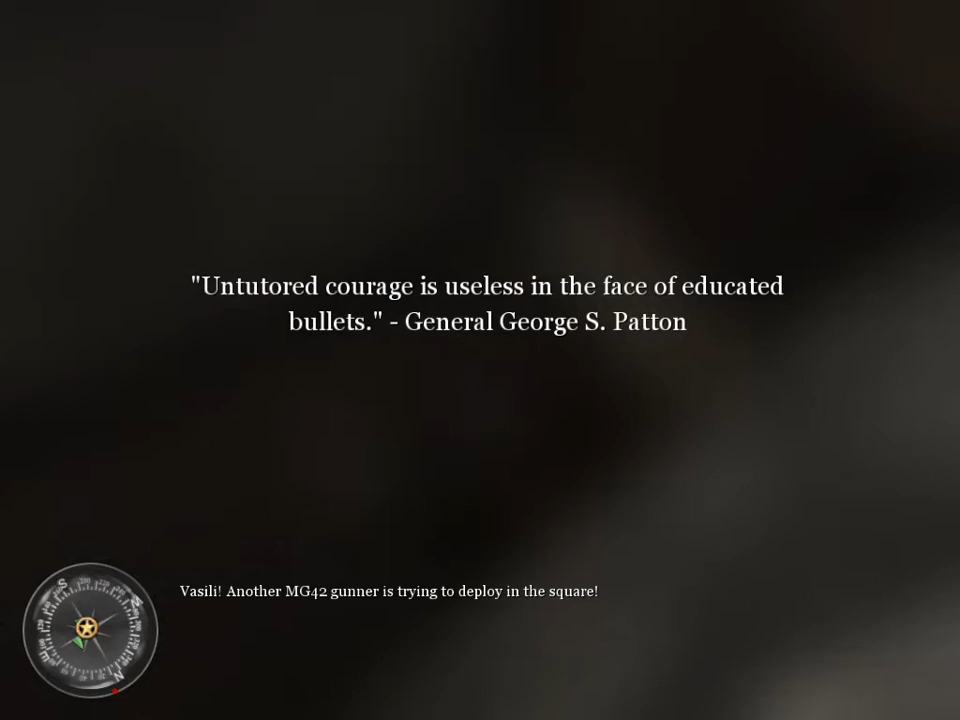 "Untutored courage is useless in the face of educated
bullets." - General George S. Patton
Vasili! Another MG42 gunner is trying to deploy in the square!
S
N